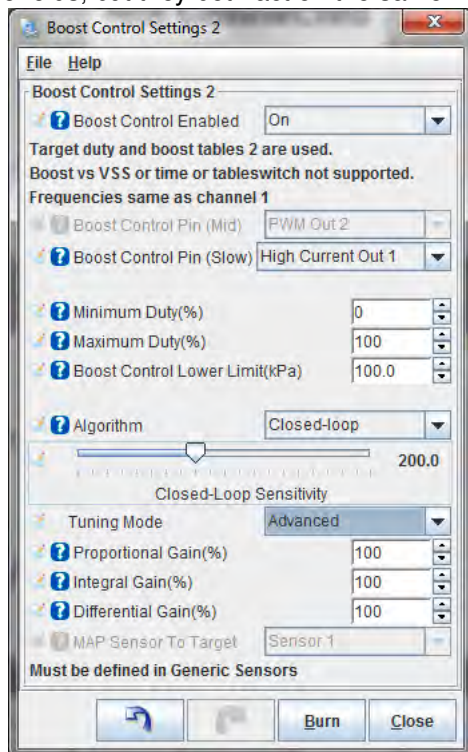 Boost Control Settings 2
File Help
Boost Control Settings 2
Boost Control Enabled On
Target duty and boost tables 2 are used.
Boost vs VSS or time or tableswitch not supported.
Frequencies same as channel 1
Boost Control Pin (Mid) PWM Out 2
Boost Control Pin (Slow) High Current Out 1
Minimum Duty(%) 0
Maximum Duty(%) 100
Boost Control Lower Limit(kPa) 100.0
Algorithm Closed-loop
200.0
Closed-Loop Sensitivity
Tuning Mode Advanced
Proportional Gain(%) 100
Integral Gain(%) 100
Differential Gain(%) 100
MAP Sensor To Target Sensor 1
Must be defined in Generic Sensors
Burn Close